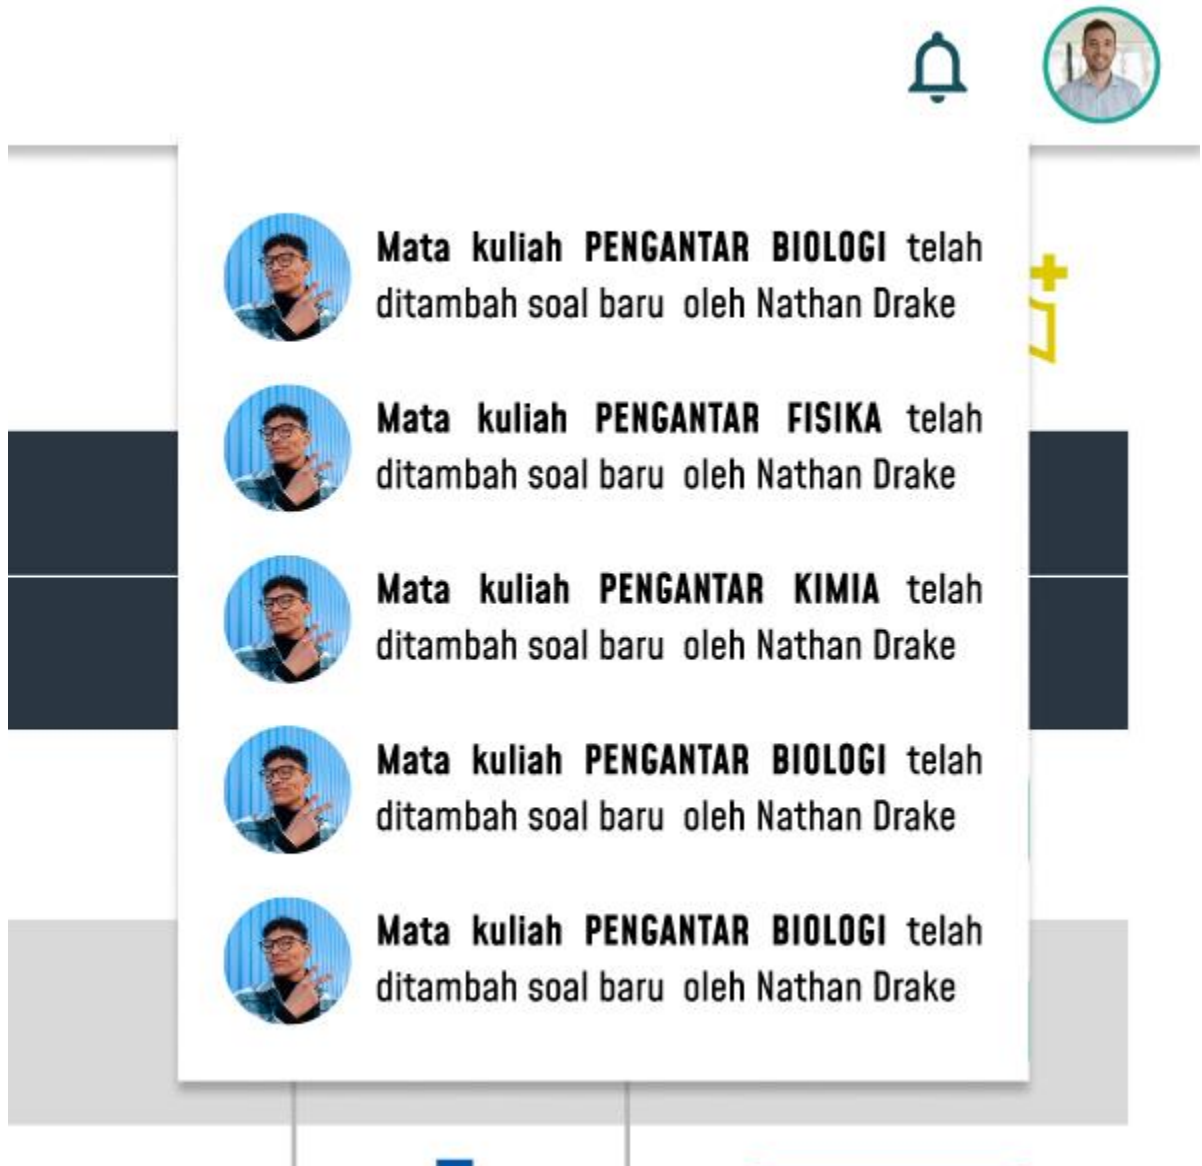 Mata kuliah PENGANTAR BIOLOGI telah
ditambah soal baru oleh Nathan Drake
Mata kuliah PENGANTAR FISIKA telah
ditambah soal baru oleh Nathan Drake
Mata kuliah PENGANTAR KIMIA telah
ditambah soal baru oleh Nathan Drake
Mata kuliah PENGANTAR BIOLOGI telah
ditambah soal baru oleh Nathan Drake
Mata kuliah PENGANTAR BIOLOGI telah
ditambah soal baru oleh Nathan Drake